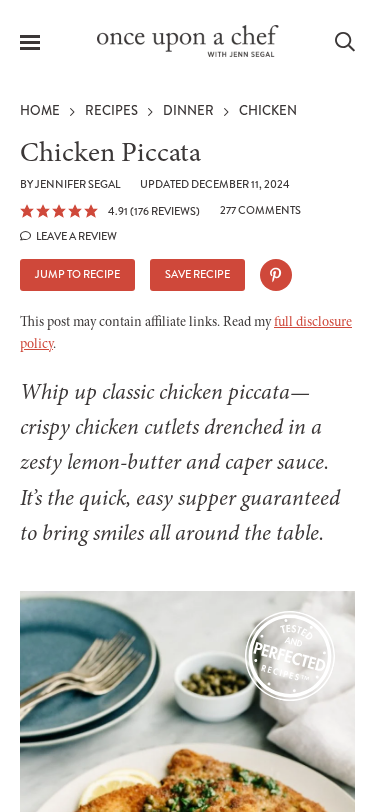 once upon a chef
WITH JENN SEGAL
HOME > RECIPES > DINNER > CHICKEN
Chicken Piccata
BY JENNIFER SEGAL UPDATED DECEMBER 11, 2024
4.91 (176 REVIEWS) 277 COMMENTS
LEAVE A REVIEW
JUMP TO RECIPE SAVE RECIPE
This post may contain affiliate links. Read my full disclosure
policy.
Whip up classic chicken piccata—
crispy chicken cutlets drenched in a
zesty lemon-butter and caper sauce.
It’s the quick, easy supper guaranteed
to bring smiles all around the table.
TESTED
AND
PERFECTED
RECIPES